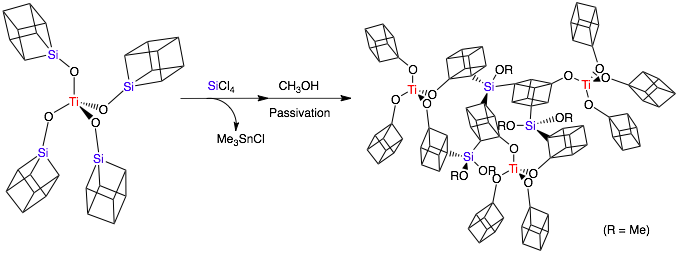 Si
Si
O
Ti
O
O
O
Si
Si
SiCl4
CH3OH
Passivation
Me3SnCl
O
OR
Ti
O
O
O
Si
O
Ti
O
O
O
RO
Si
OR
O
Si
RO
OR
O
Ti
O
O
(R = Me)